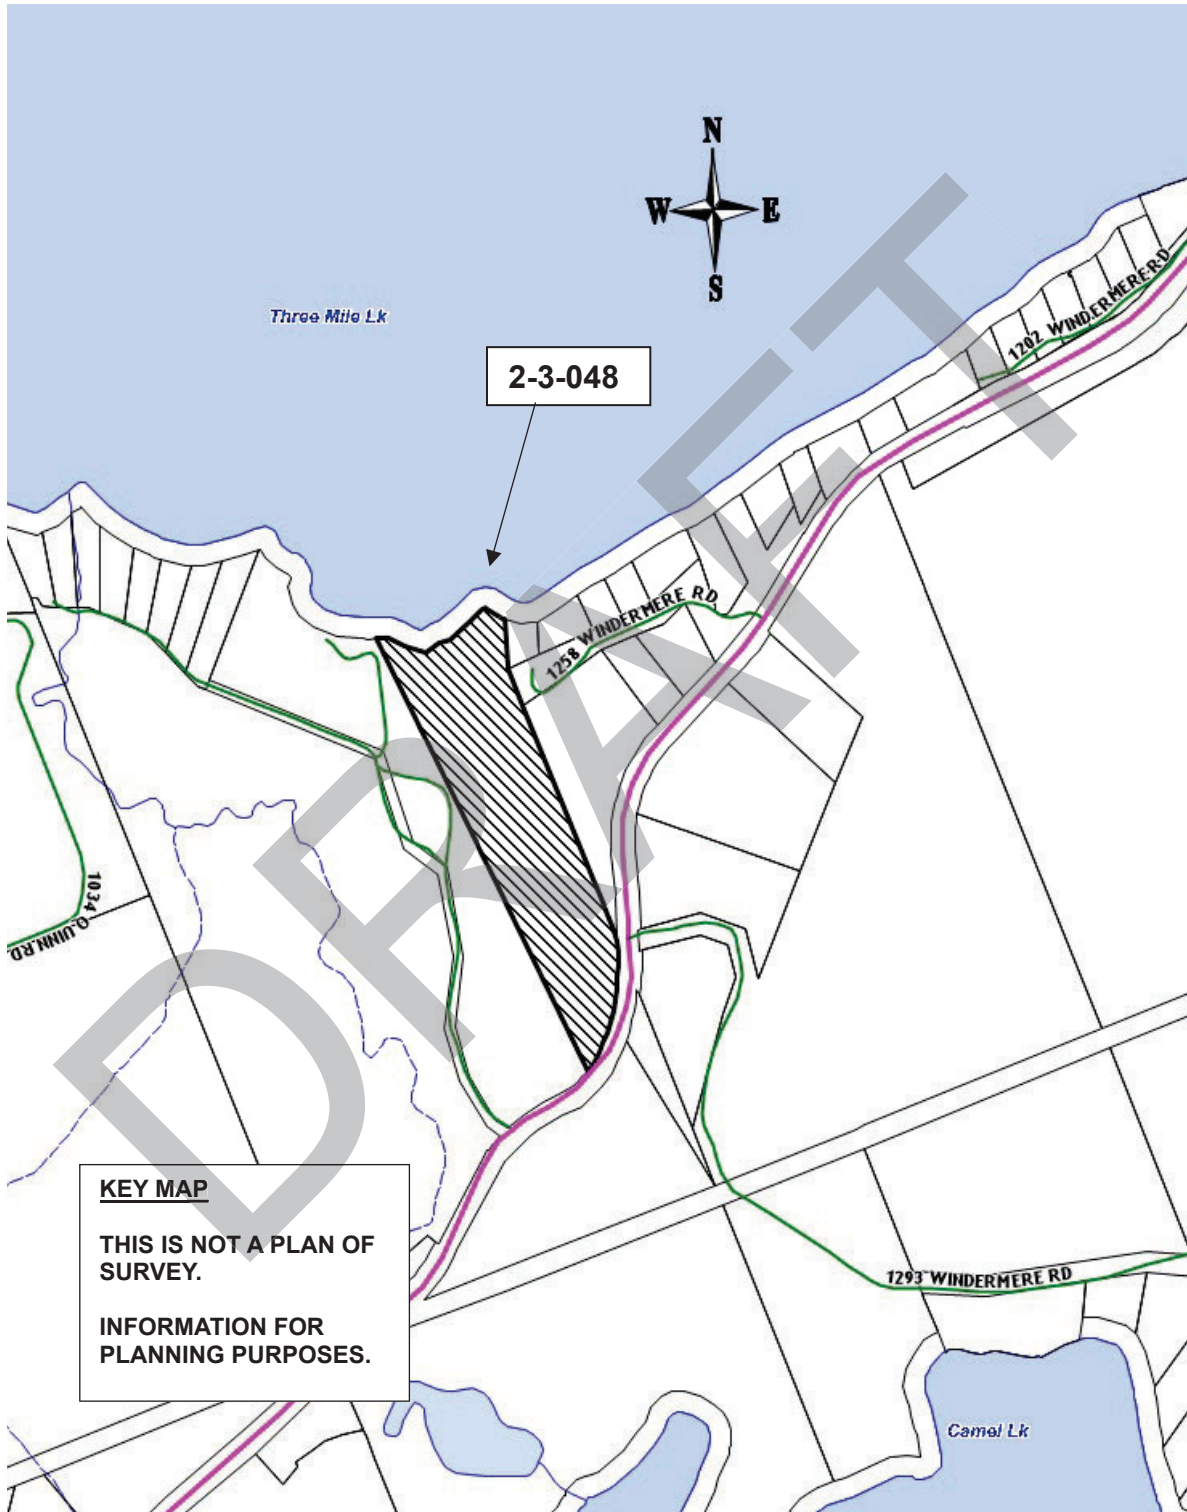 N
W E
S
Three Mile Lk
2-3-048
1202 WINDERMERE RD
1258 WINDERMERE RD
1034 QUINN RD
DRAFT
KEY MAP
THIS IS NOT A PLAN OF
SURVEY.
INFORMATION FOR
PLANNING PURPOSES.
1293 WINDERMERE RD
Camel Lk